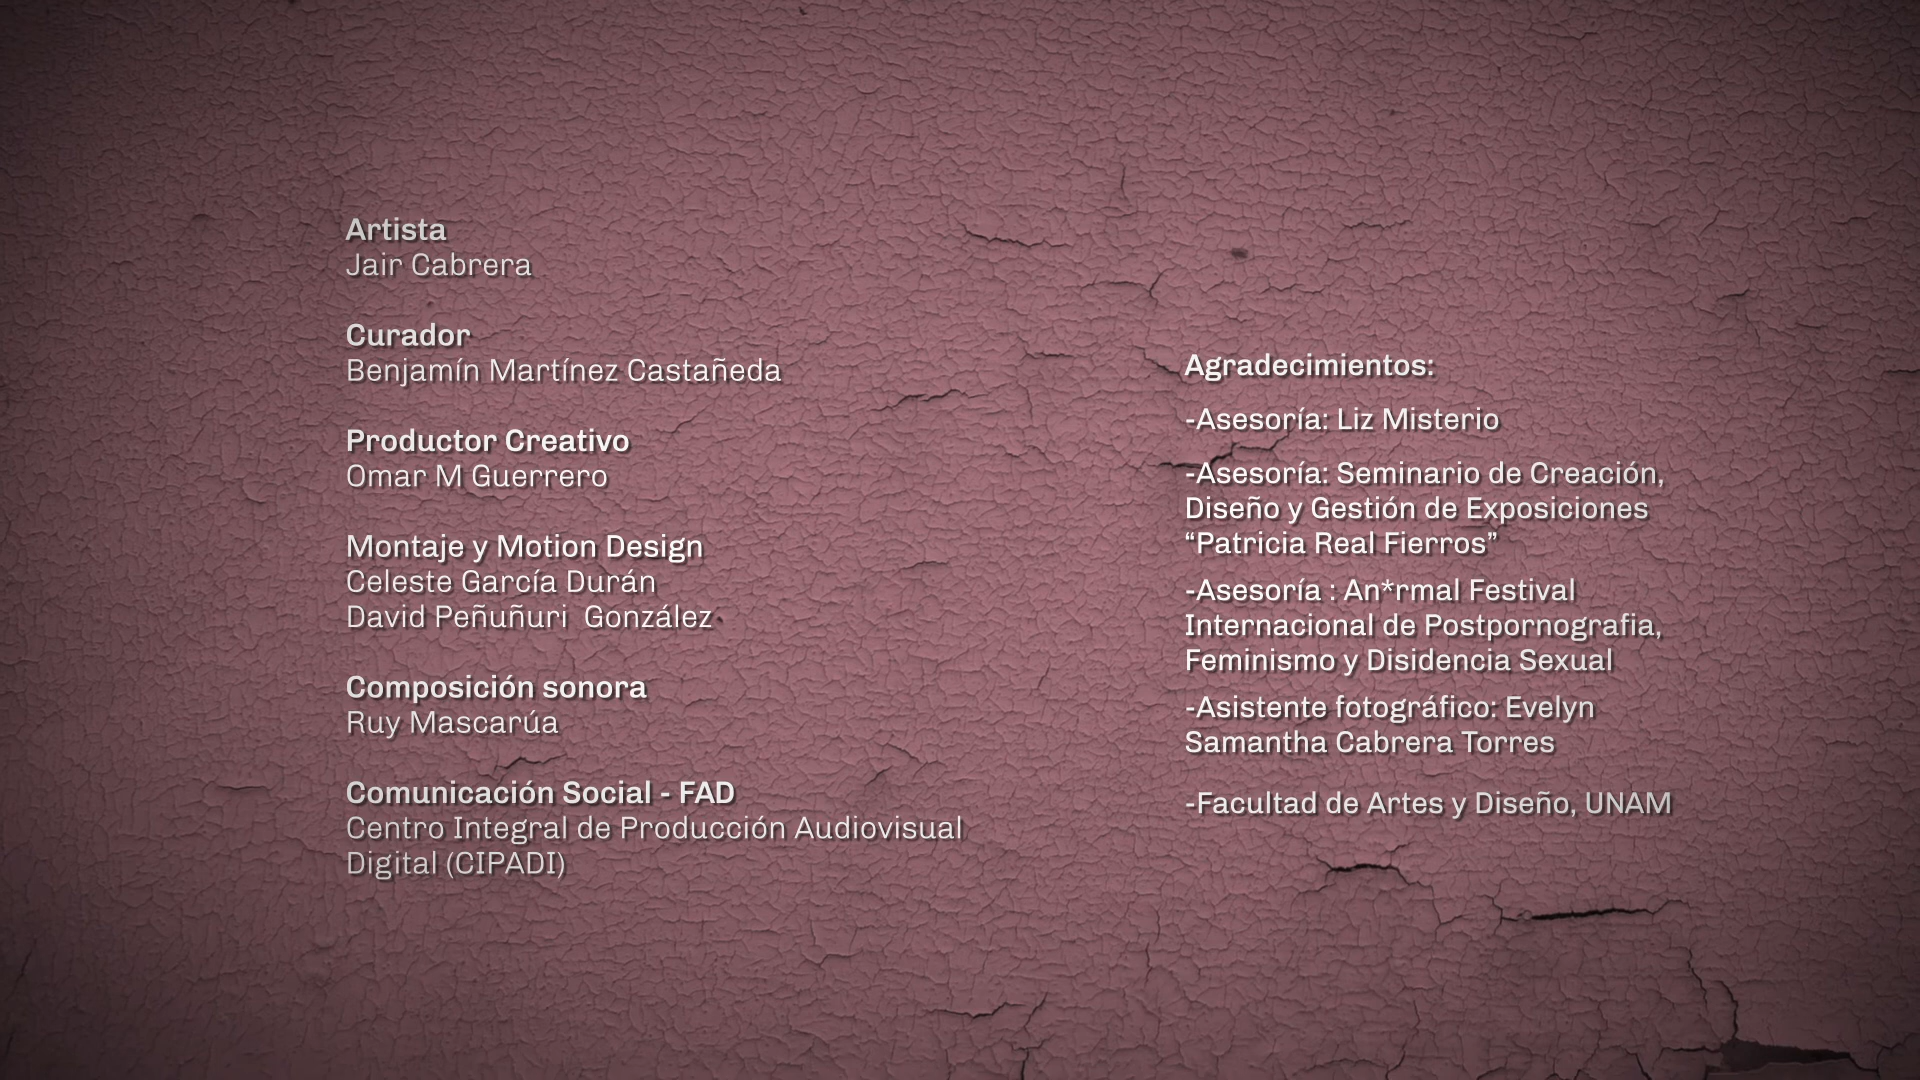 Artista
Jair Cabrera
Curador
Benjamín Martínez Castañeda
Productor Creativo
Omar M Guerrero
Montaje y Motion Design
Celeste García Durán
David Peñuñuri  González
Composición sonora
Ruy Mascarúa
Comunicación Social - FAD
Centro Integral de Producción Audiovisual
Digital (CIPADI)
Agradecimientos:
-Asesoría: Liz Misterio
-Asesoría: Seminario de Creación,
Diseño y Gestión de Exposiciones
“Patricia Real Fierros”
-Asesoría : An*rmal Festival
Internacional de Postpornografia,
Feminismo y Disidencia Sexual
-Asistente fotográfico: Evelyn
Samantha Cabrera Torres
-Facultad de Artes y Diseño, UNAM